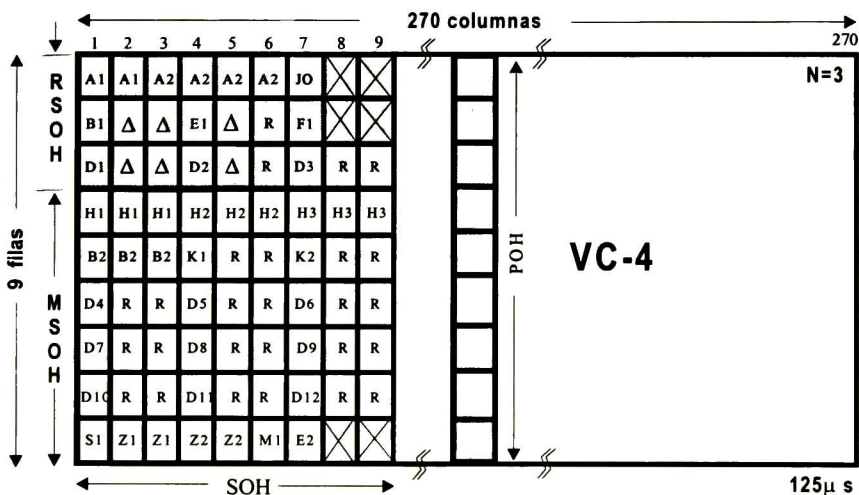 270 columnas
1 2 3 4 5 6 7 8 9 270
RSOH
A1 A1 A2 A2 A2 A2 JO N=3
B1 Δ Δ E1 Δ R F1
D1 Δ Δ D2 Δ R D3 R R
9 filas
MSOH
H1 H1 H1 H2 H2 H2 H3 H3 H3
B2 B2 B2 K1 R R K2 R R
D4 R R D5 R R D6 R R
D7 R R D8 R R D9 R R
D10 R R D11 R R D12 R R
S1 Z1 Z1 Z2 Z2 M1 E2
POH
VC-4
SOH
125μ s